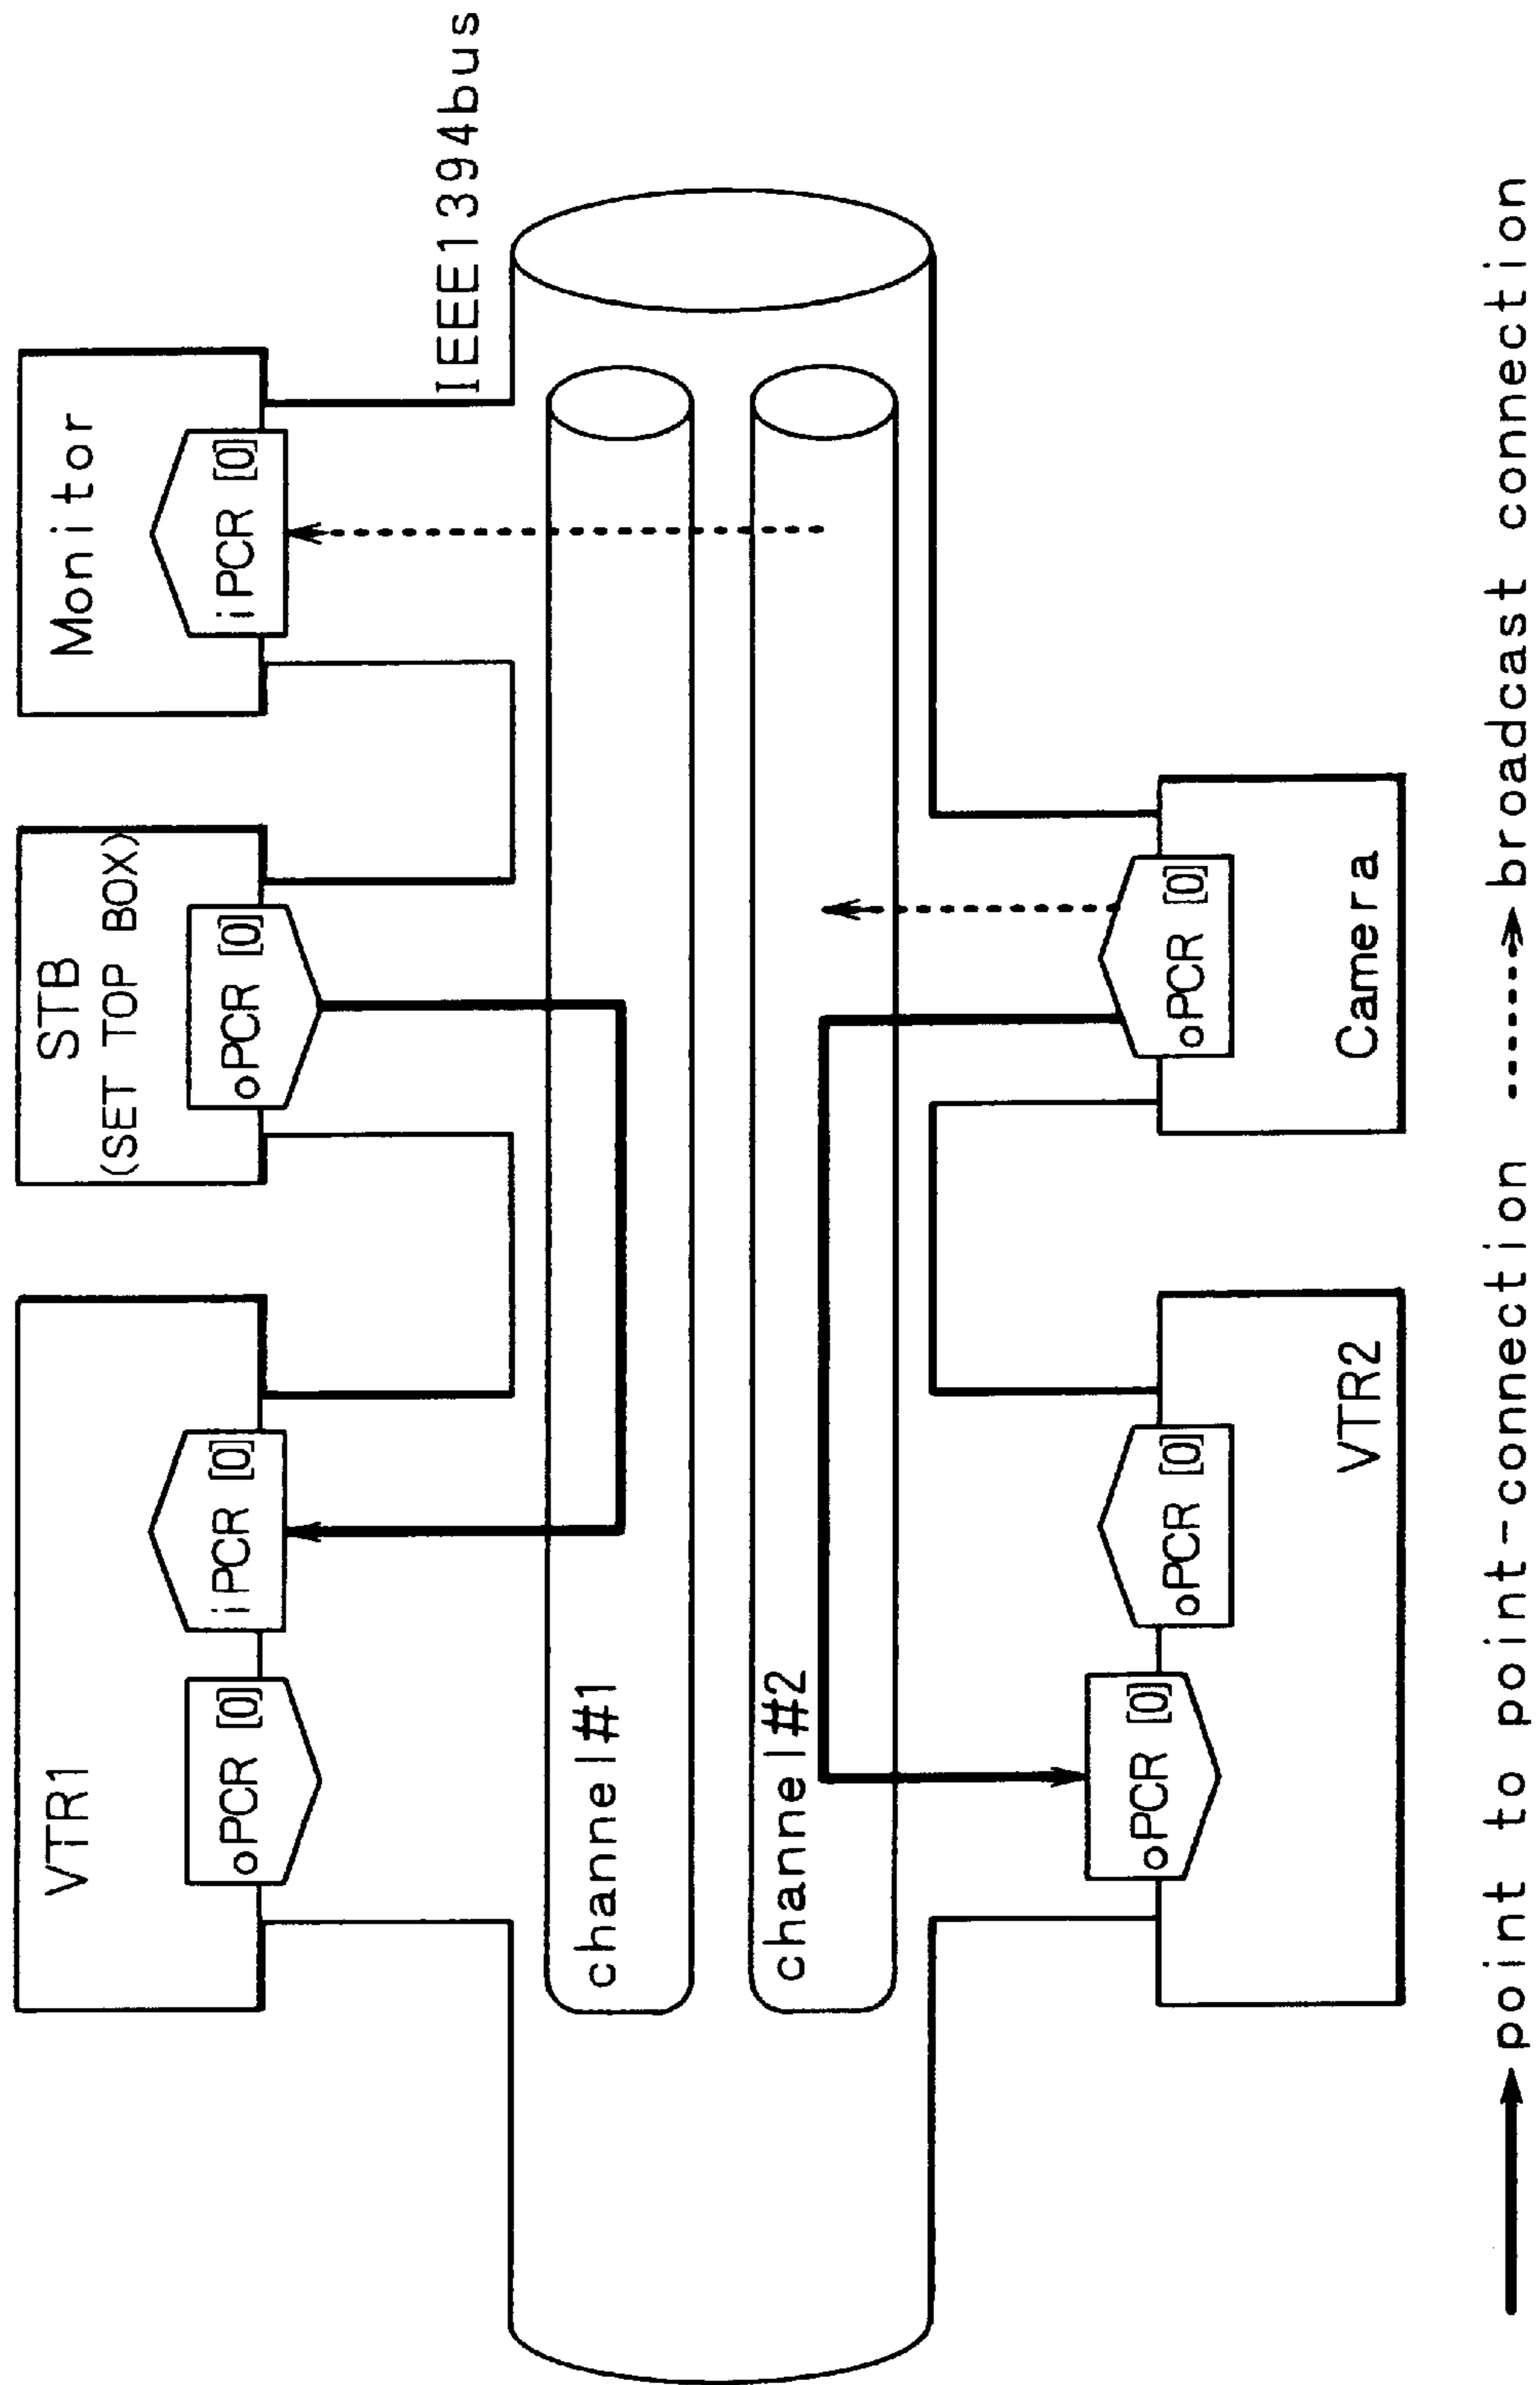 VTR1
oPCR [0]
iPCR [0]
STB
(SET TOP BOX)
oPCR [0]
Monitor
iPCR [0]
IEEE1394bus
channel#1
channel#2
oPCR [0]
oPCR [0]
VTR2
oPCR [0]
Camera
point to point-connection
broadcast connection